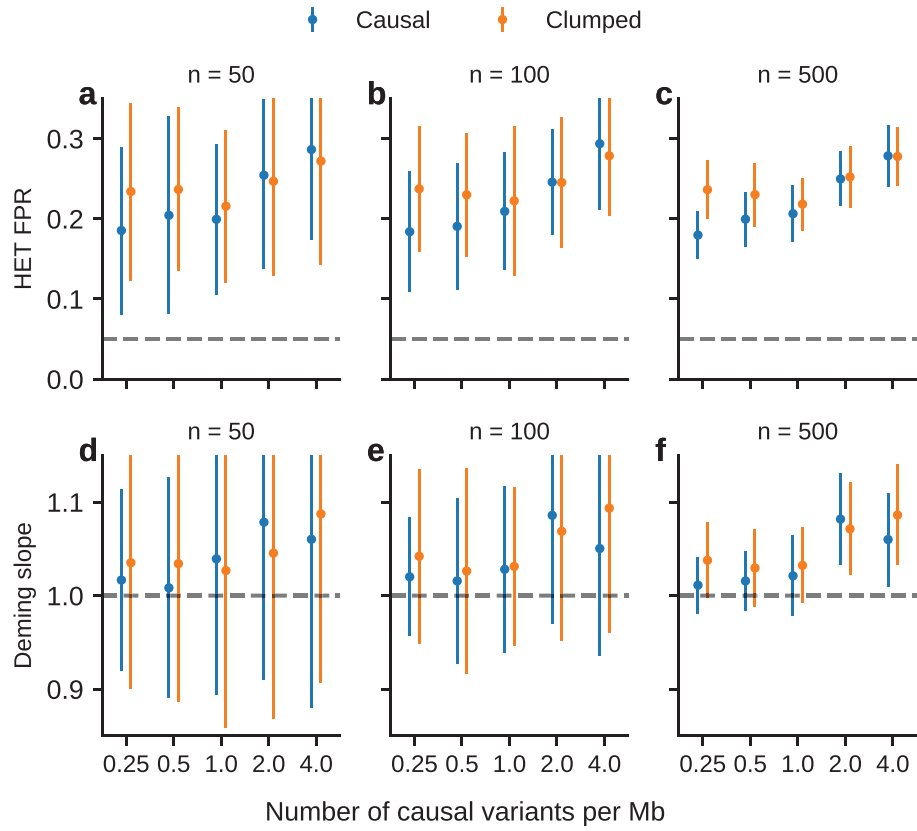 Causal Clumped
a n = 50
b n = 100
c n = 500
HET FPR
0.3
0.2
0.1
0.0
d n = 50
e n = 100
f n = 500
Deming slope
1.1
1.0
0.9
0.25 0.5 1.0 2.0 4.0
0.25 0.5 1.0 2.0 4.0
0.25 0.5 1.0 2.0 4.0
Number of causal variants per Mb